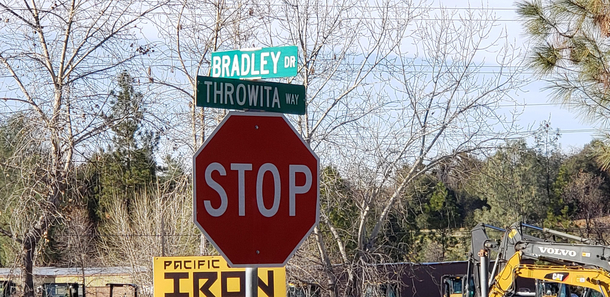 BRADLEY DR
THROWITA WAY
STOP
PACIFIC
IRON
VOLVO
CAT